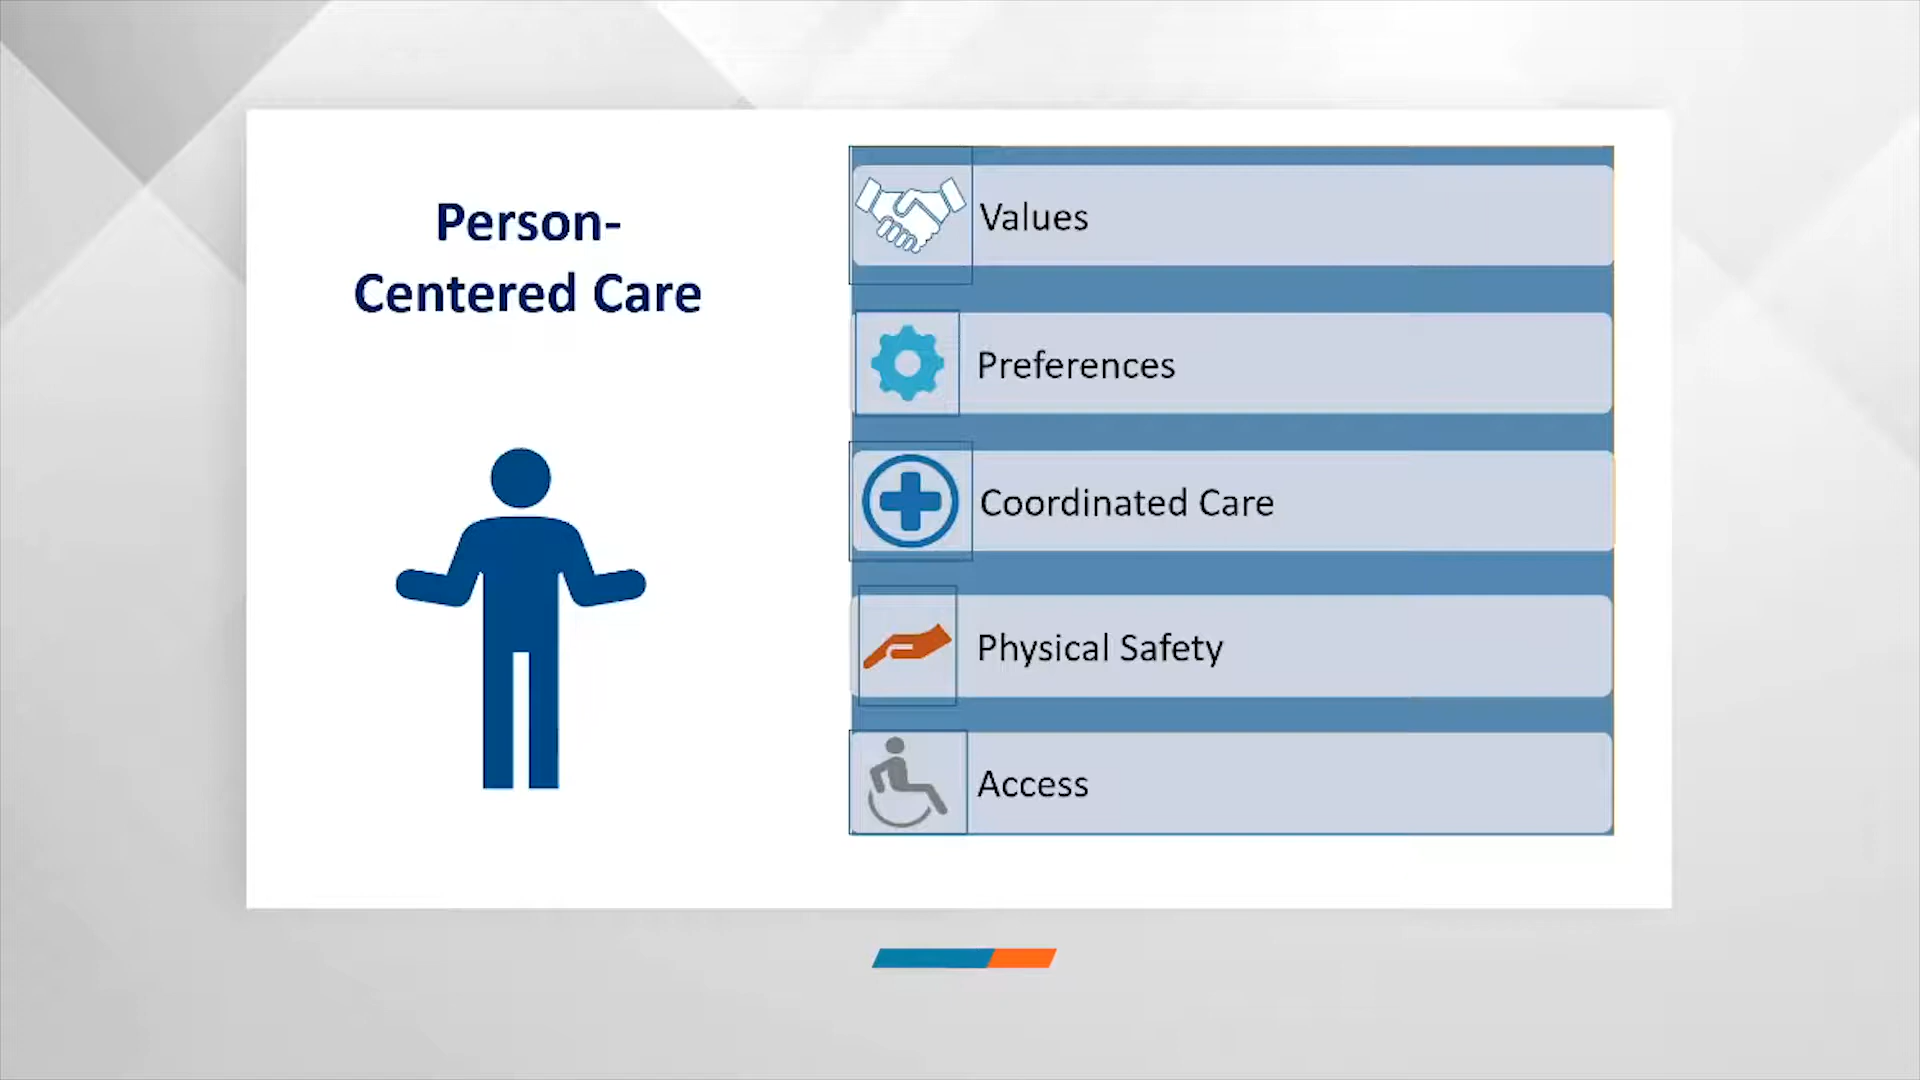 Person-
Centered Care
Values
Preferences
Coordinated Care
Physical Safety
Access